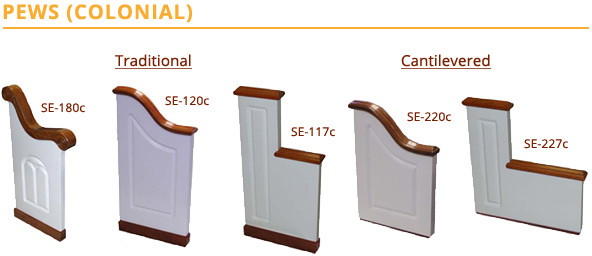 PEWS (COLONIAL)
Traditional
Cantilevered
SE-180c
SE-120c
SE-117c
SE-220c
SE-227c